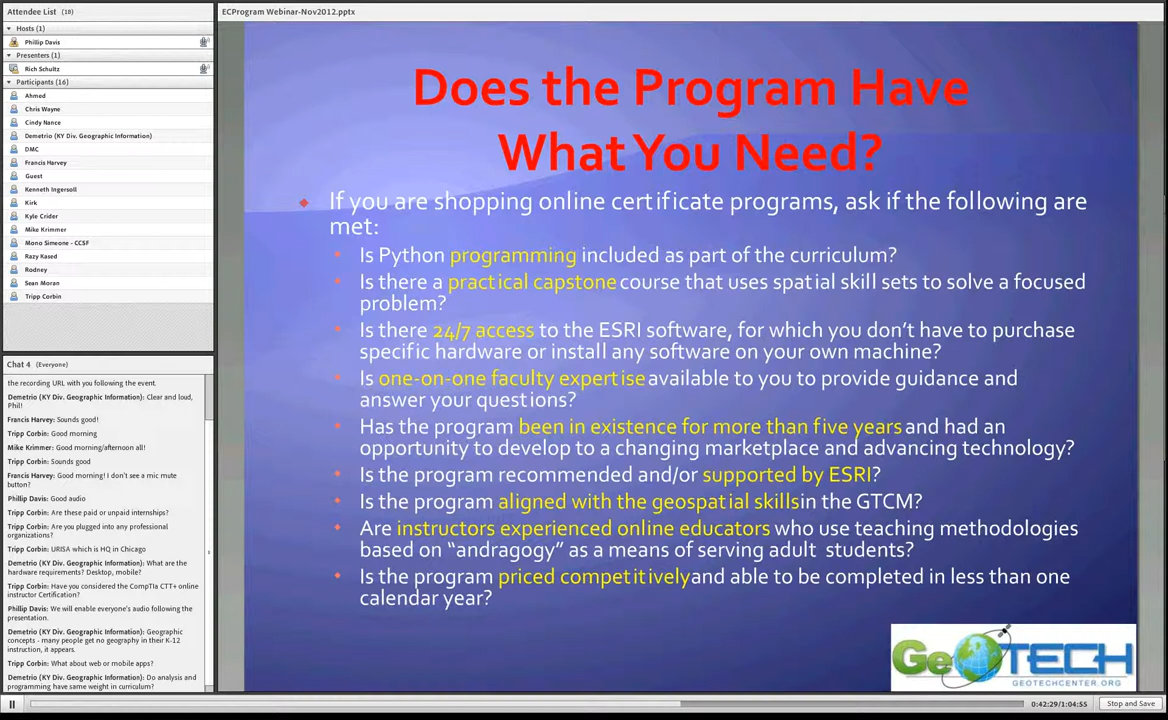 Attendee List (18)
Hosts (1)
Phillip Davis
Presenters (1)
Rich Schultz
Participants (16)
Ahmed
Chris Wayne
Cindy Nance
Demetrio (KY Div. Geographic Information)
DMC
Francis Harvey
Guest
Kenneth Ingersoll
Kirk
Kyle Crider
Mike Krimmer
Mono Simeone - CCSF
Razy Kased
Rodney
Sean Moran
Tripp Corbin
Chat 4 (Everyone)
the recording URL with you following the event.
Demetrio (KY Div. Geographic Information): Clear and loud,
Phil!
Francis Harvey: Sounds good!
Tripp Corbin: Good morning
Mike Krimmer: Good morning/afternoon all!
Tripp Corbin: Sounds good
Francis Harvey: Good morning! I don't see a mic mute
button?
Phillip Davis: Good audio
Tripp Corbin: Are these paid or unpaid internships?
Tripp Corbin: Are you plugged into any professional
organizations?
Tripp Corbin: URISA which is HQ in Chicago
Demetrio (KY Div. Geographic Information): What are the
hardware requirements? Desktop, mobile?
Tripp Corbin: Have you considered the CompTIa CTT+ online
instructor Certification?
Phillip Davis: We will enable everyone's audio following the
presentation.
Demetrio (KY Div. Geographic Information): Geographic
concepts - many people get no geography in their K-12
instruction, it appears.
Tripp Corbin: What about web or mobile apps?
Demetrio (KY Div. Geographic Information): Do analysis and
programming have same weight in curriculum?
ECProgram Webinar-Nov2012.pptx
Does the Program Have
What You Need?
If you are shopping online certificate programs, ask if the following are
met:
Is Python programming included as part of the curriculum?
Is there a practical capstone course that uses spatial skill sets to solve a focused
problem?
Is there 24/7 access to the ESRI software, for which you don't have to purchase
specific hardware or install any software on your own machine?
Is one-on-one faculty expertise available to you to provide guidance and
answer your questions?
Has the program been in existence for more than five years and had an
opportunity to develop to a changing marketplace and advancing technology?
Is the program recommended and/or supported by ESRI?
Is the program aligned with the geospatial skills in the GTCM?
Are instructors experienced online educators who use teaching methodologies
based on “andragogy” as a means of serving adult students?
Is the program priced competitively and able to be completed in less than one
calendar year?
GeoTECH
GEOTECHCENTER.ORG
0:42:29/1:04:55
Stop and Save